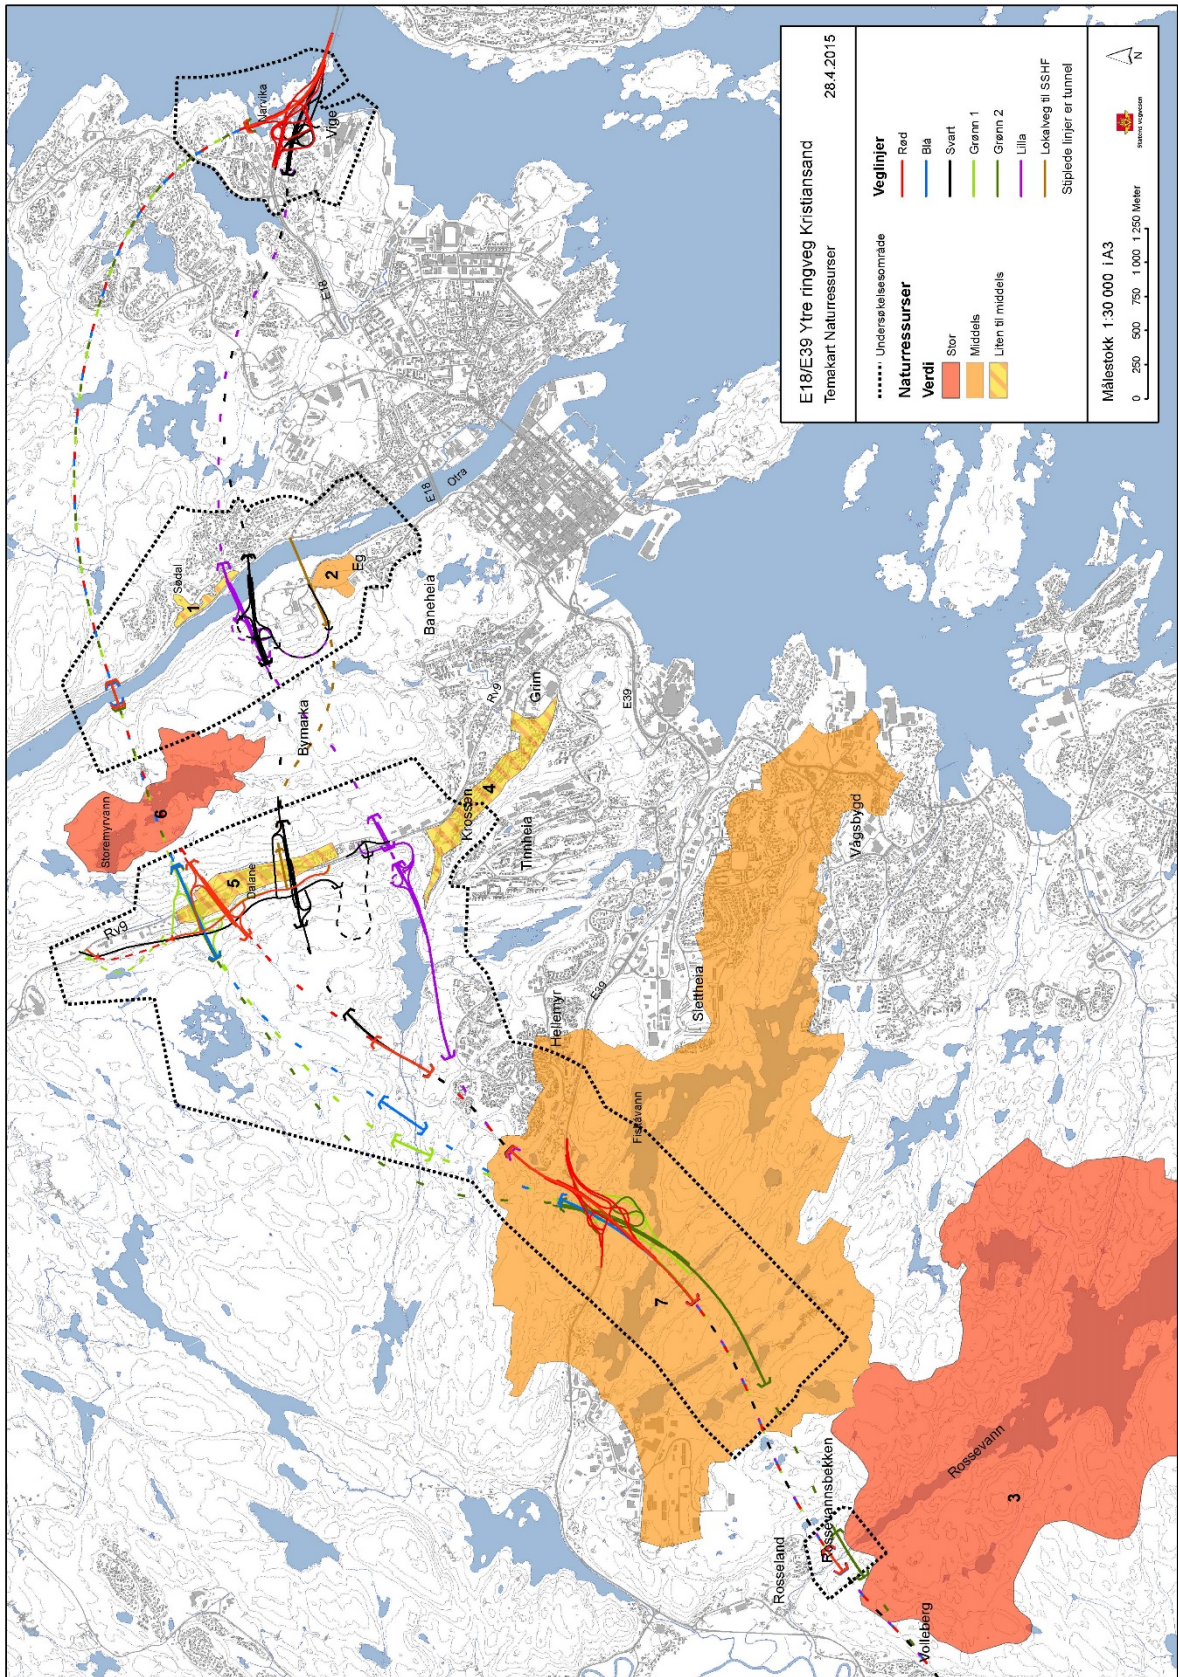 E18/E39 Ytre ringveg Kristiansand
Temakart Naturressurser 28.4.2015
Undersøkelsesområde
Naturressurser
Verdi
Stor
Middels
Liten til middels
Veglinjer
Rød
Blå
Svart
Grønn 1
Grønn 2
Lilla
Lokalveg til SSHF
Stiplede linjer er tunnel
Målestokk 1:30 000 i A3
0 250 500 750 1 000 1 250 Meter
Statens vegvesen
N
Volleberg
Rosseland
Rossevannsbekken
Rossevann
3
7
Fiskåvann
Hellemyr
E39
Slettheia
Vågsbygd
Rv9
Dalane
5
Storemyrvann
6
Krossen
4
Tinnheia
Grim
Rv9
E39
Bymarka
Baneheia
Sødal
1
2
Eg
E18
Otra
E18
Narvika
Vige